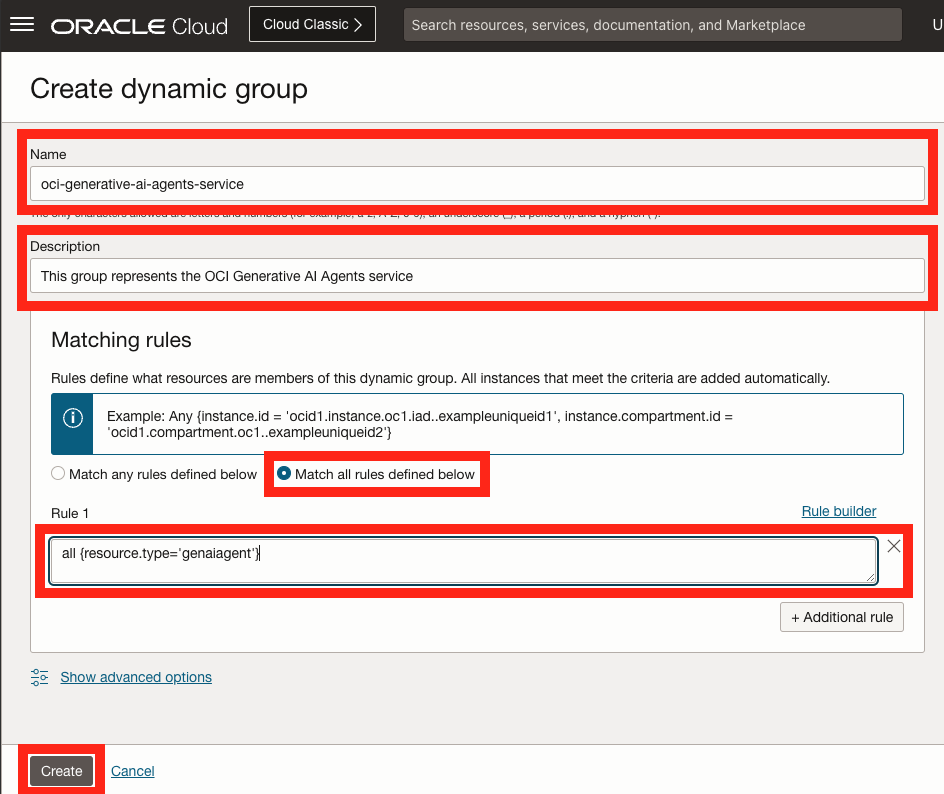 ORACLE Cloud
Cloud Classic
Search resources, services, documentation, and Marketplace
U
Create dynamic group
Name
oci-generative-ai-agents-service
Description
This group represents the OCI Generative AI Agents service
Matching rules
Rules define what resources are members of this dynamic group. All instances that meet the criteria are added automatically.
Example: Any {instance.id = 'ocid1.instance.oc1.iad..exampleuniqueid1', instance.compartment.id =
'ocid1.compartment.oc1..exampleuniqueid2'}
Match any rules defined below
Match all rules defined below
Rule 1
Rule builder
all {resource.type='genaiagent'}
+ Additional rule
Show advanced options
Create
Cancel